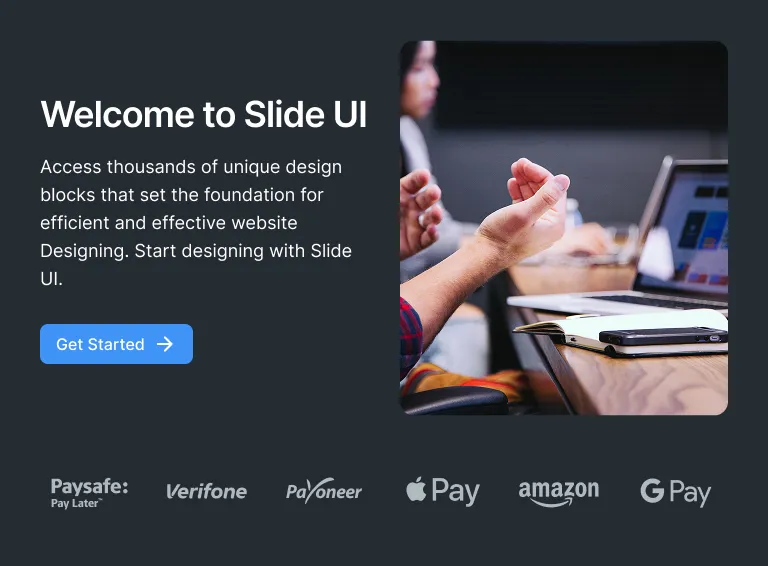 Welcome to Slide UI
Access thousands of unique design
blocks that set the foundation for
efficient and effective website
Designing. Start designing with Slide
UI.
Get Started
Paysafe:
Pay Later™
Verifone
Payoneer
Pay
amazon
G Pay